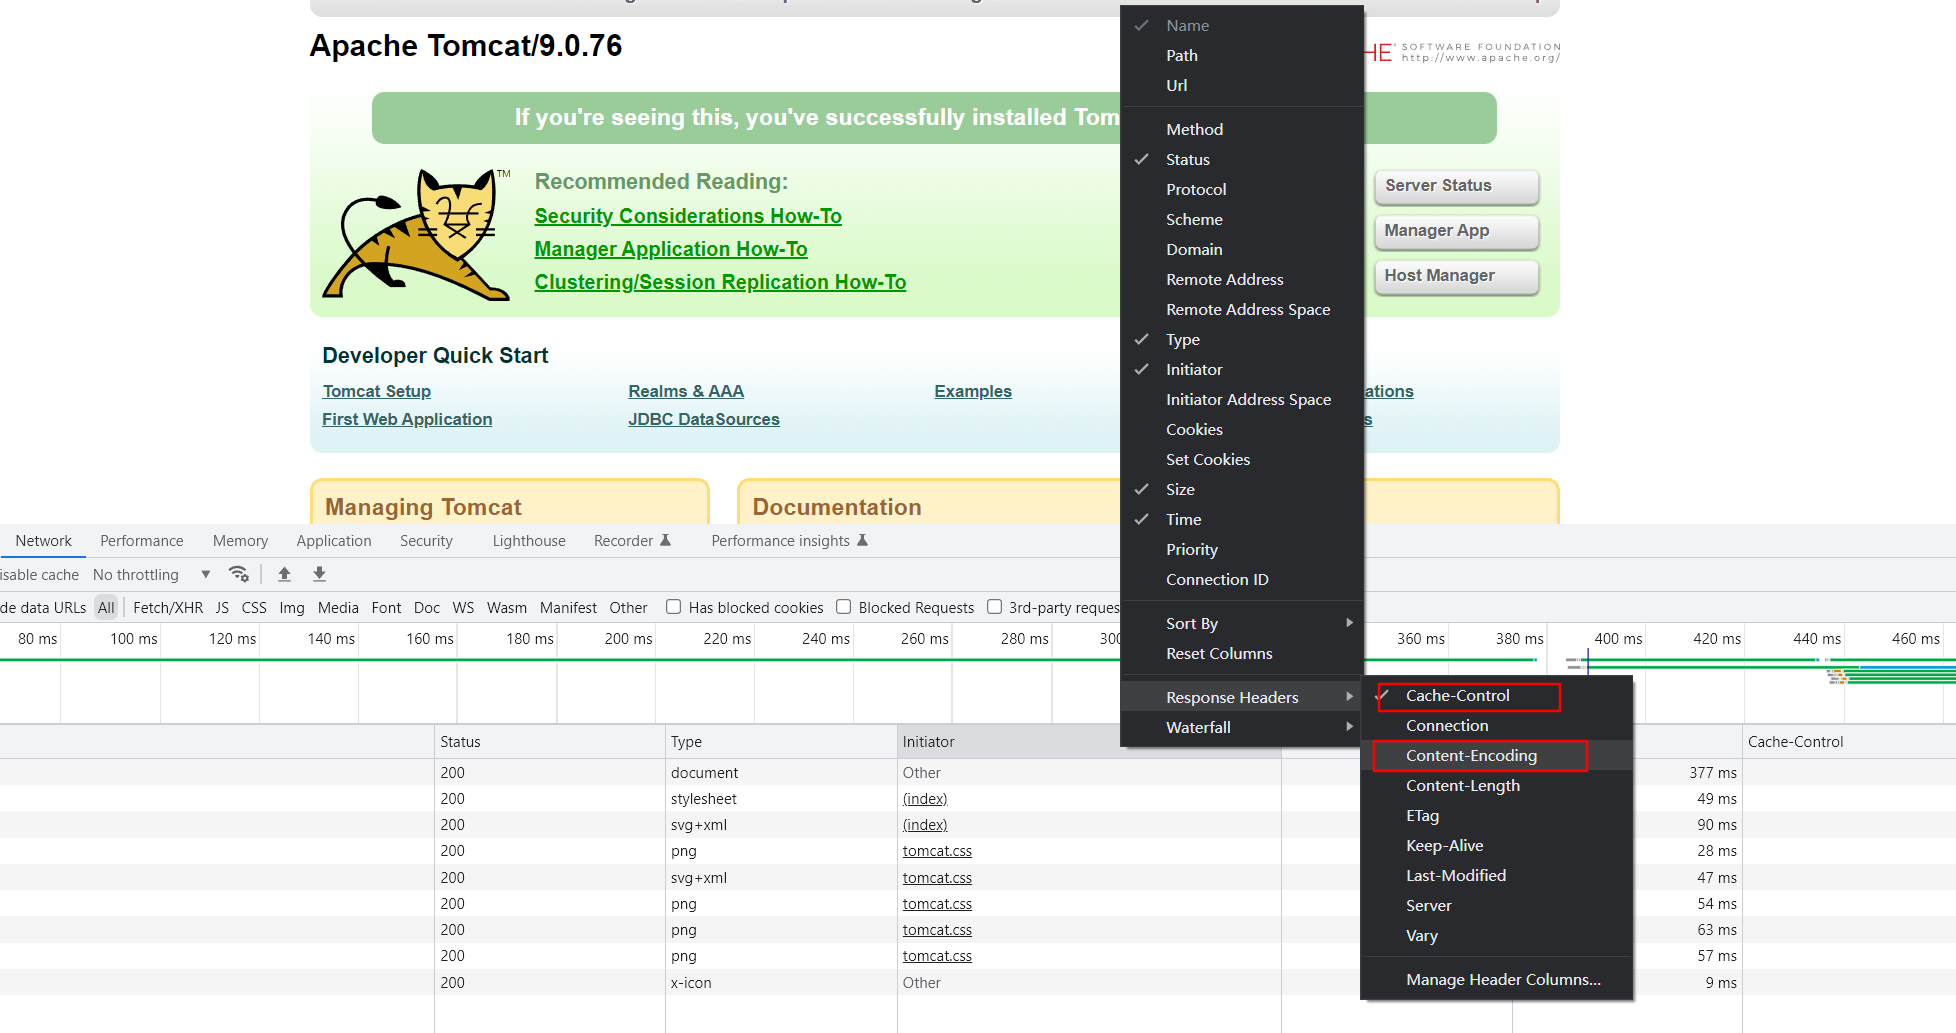 Apache Tomcat/9.0.76
SOFTWARE FOUNDATION
http://www.apache.org/
If you're seeing this, you've successfully installed Tom
TM
Recommended Reading:
Security Considerations How-To
Manager Application How-To
Clustering/Session Replication How-To
Server Status
Manager App
Host Manager
Developer Quick Start
Tomcat Setup
Realms & AAA
Examples
ations
First Web Application
JDBC DataSources
s
Managing Tomcat
Documentation
Name
Path
Url
Method
Status
Protocol
Scheme
Domain
Remote Address
Remote Address Space
Type
Initiator
Initiator Address Space
Cookies
Set Cookies
Size
Time
Priority
Connection ID
Sort By
Reset Columns
Response Headers
Waterfall
Cache-Control
Connection
Content-Encoding
Content-Length
ETag
Keep-Alive
Last-Modified
Server
Vary
Manage Header Columns...
Network Performance Memory Application Security Lighthouse Recorder Performance insights
isable cache No throttling
de data URLs All Fetch/XHR JS CSS Img Media Font Doc WS Wasm Manifest Other Has blocked cookies Blocked Requests 3rd-party reques
80 ms 100 ms 120 ms 140 ms 160 ms 180 ms 200 ms 220 ms 240 ms 260 ms 280 ms 300 360 ms 380 ms 400 ms 420 ms 440 ms 460 ms
Status Type Initiator Cache-Control
200 document Other 377 ms
200 stylesheet (index) 49 ms
200 svg+xml (index) 90 ms
200 png tomcat.css 28 ms
200 svg+xml tomcat.css 47 ms
200 png tomcat.css 54 ms
200 png tomcat.css 63 ms
200 png tomcat.css 57 ms
200 x-icon Other 9 ms